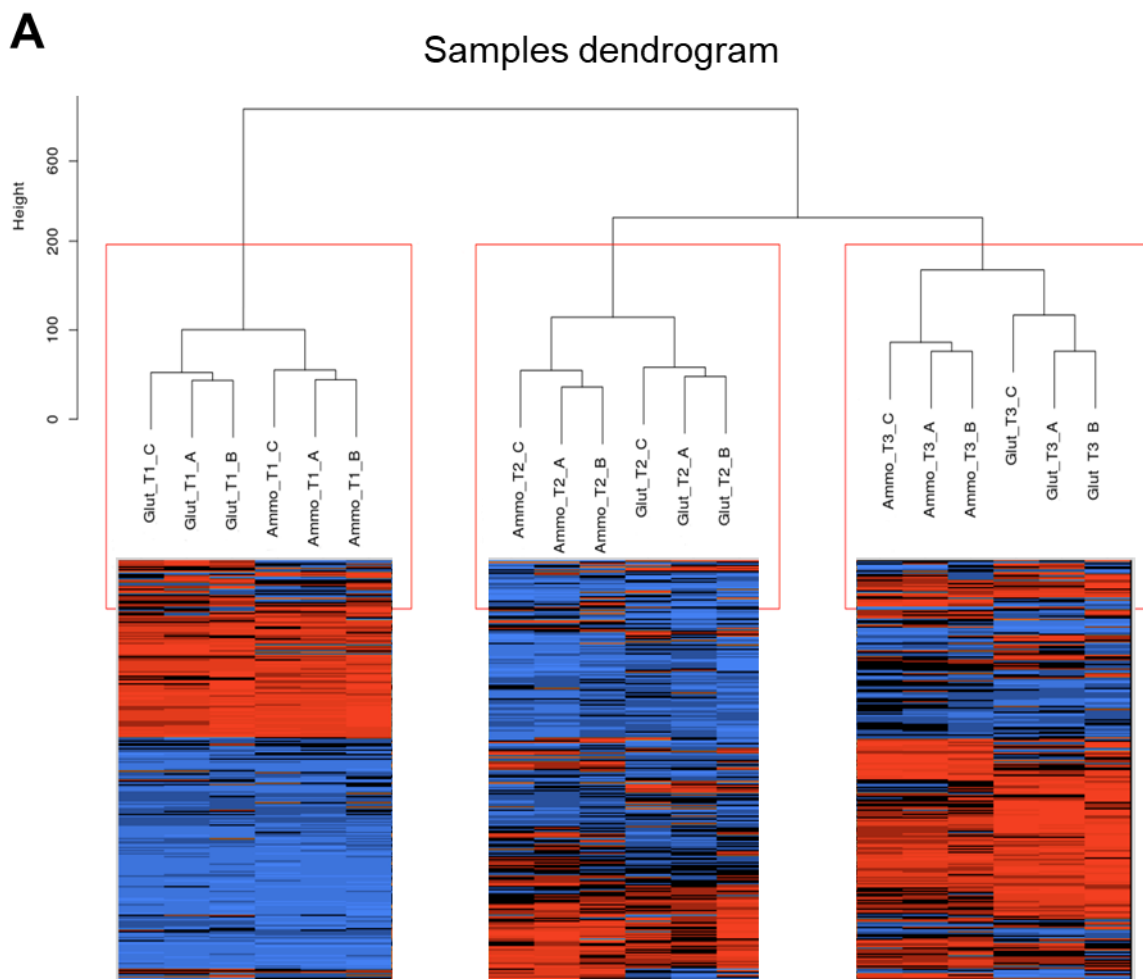 A
Samples dendrogram
Height
600
200
100
0
Glut_T1_C
Glut_T1_A
Glut_T1_B
Ammo_T1_C
Ammo_T1_A
Ammo_T1_B
Ammo_T2_C
Ammo_T2_A
Ammo_T2_B
Glut_T2_C
Glut_T2_A
Glut_T2_B
Ammo_T3_C
Ammo_T3_A
Ammo_T3_B
Glut_T3_C
Glut_T3_A
Glut T3 B